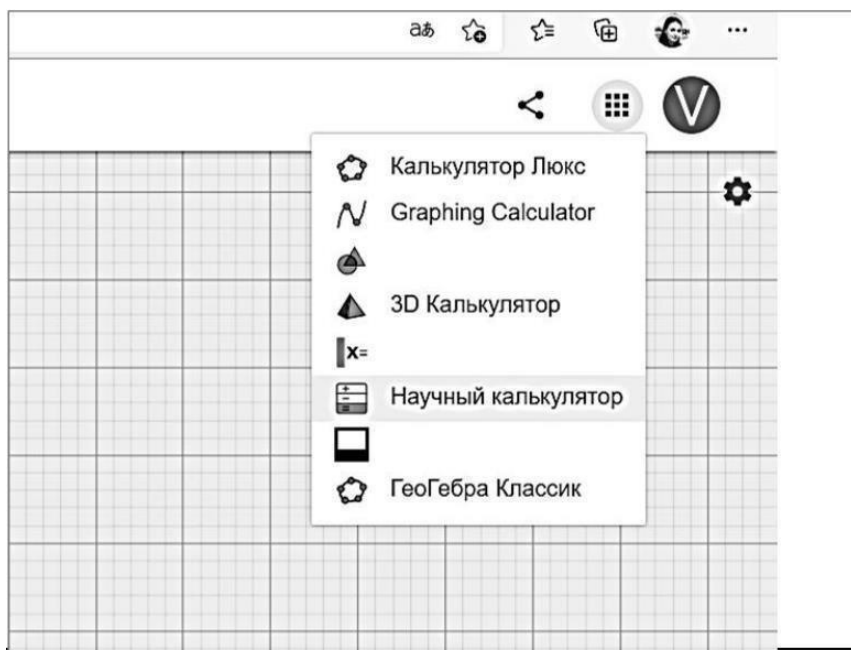 aあ
V
Калькулятор Люкс
Graphing Calculator
3D Калькулятор
x=
Научный калькулятор
ГеоГебра Классик